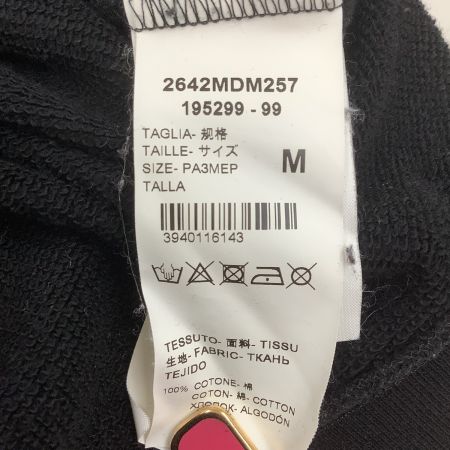 2642MDM257
195299 - 99
TAGLIA- 规格
TAILLE- サイズ
SIZE- РАЗМЕР
TALLA
M
3940116143
TESSUTO- 面料- TISSU
生地- FABRIC- ТКАНЬ
TEJIDO
100% COTONE- 棉
COTON- 綿- COTTON
ХЛОПОК- ALGODÓN